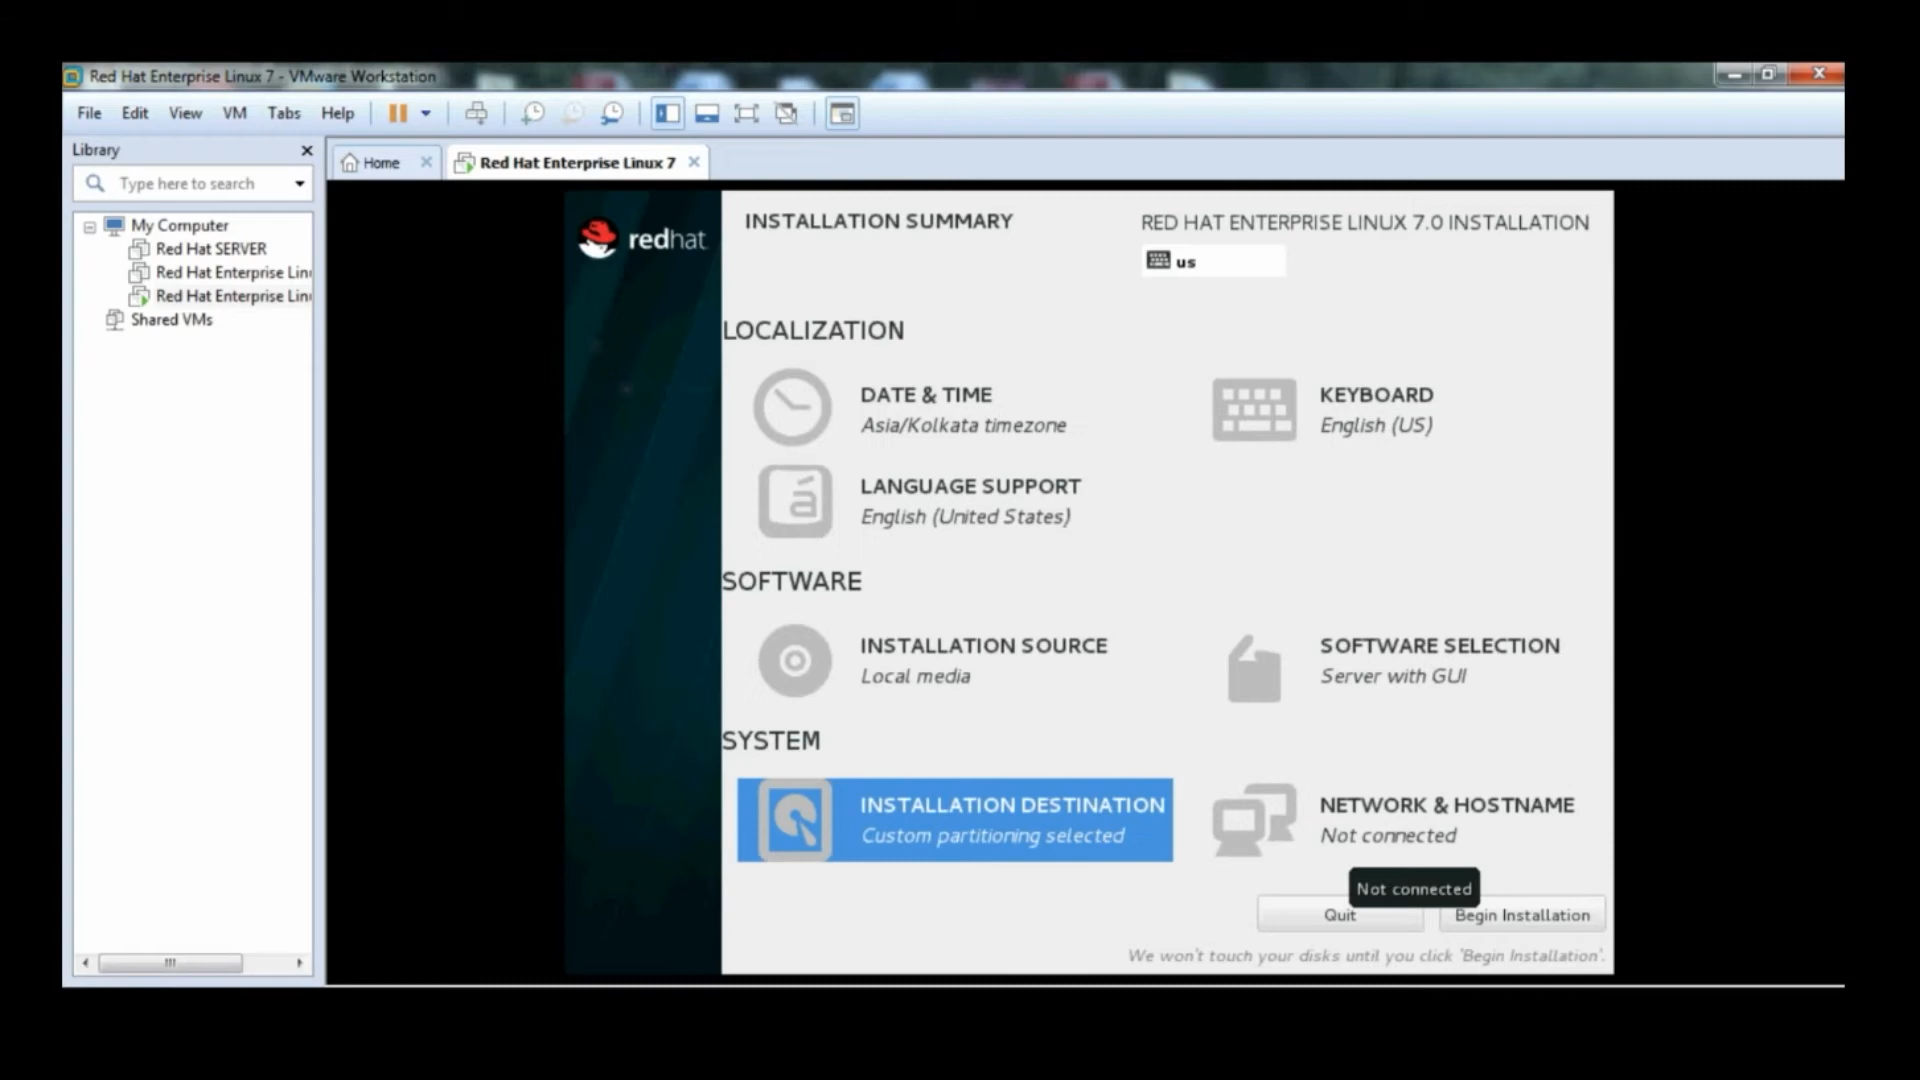 Red Hat Enterprise Linux 7 - VMware Workstation
File Edit View VM Tabs Help
Library
Type here to search
My Computer
Red Hat SERVER
Red Hat Enterprise Lin
Red Hat Enterprise Lin
Shared VMs
Home
Red Hat Enterprise Linux 7
redhat
INSTALLATION SUMMARY
RED HAT ENTERPRISE LINUX 7.0 INSTALLATION
us
LOCALIZATION
DATE & TIME
Asia/Kolkata timezone
KEYBOARD
English (US)
LANGUAGE SUPPORT
English (United States)
SOFTWARE
INSTALLATION SOURCE
Local media
SOFTWARE SELECTION
Server with GUI
SYSTEM
INSTALLATION DESTINATION
Custom partitioning selected
NETWORK & HOSTNAME
Not connected
Not connected
Quit
Begin Installation
We won't touch your disks until you click 'Begin Installation'.